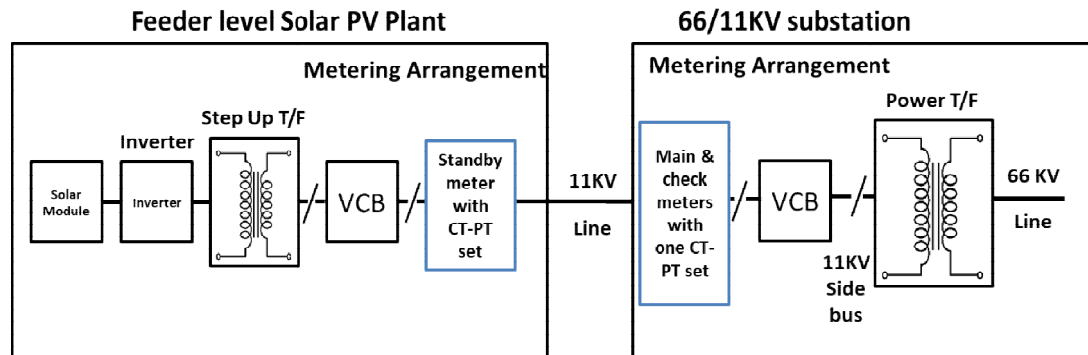 Feeder level Solar PV Plant
66/11KV substation
Metering Arrangement
Metering Arrangement
Step Up T/F
Power T/F
Inverter
Solar
Module
Inverter
VCB
Standby
meter
with
CT-PT
set
11KV
Line
Main &
check
meters
with
one CT-
PT set
VCB
11KV
Side
bus
66 KV
Line